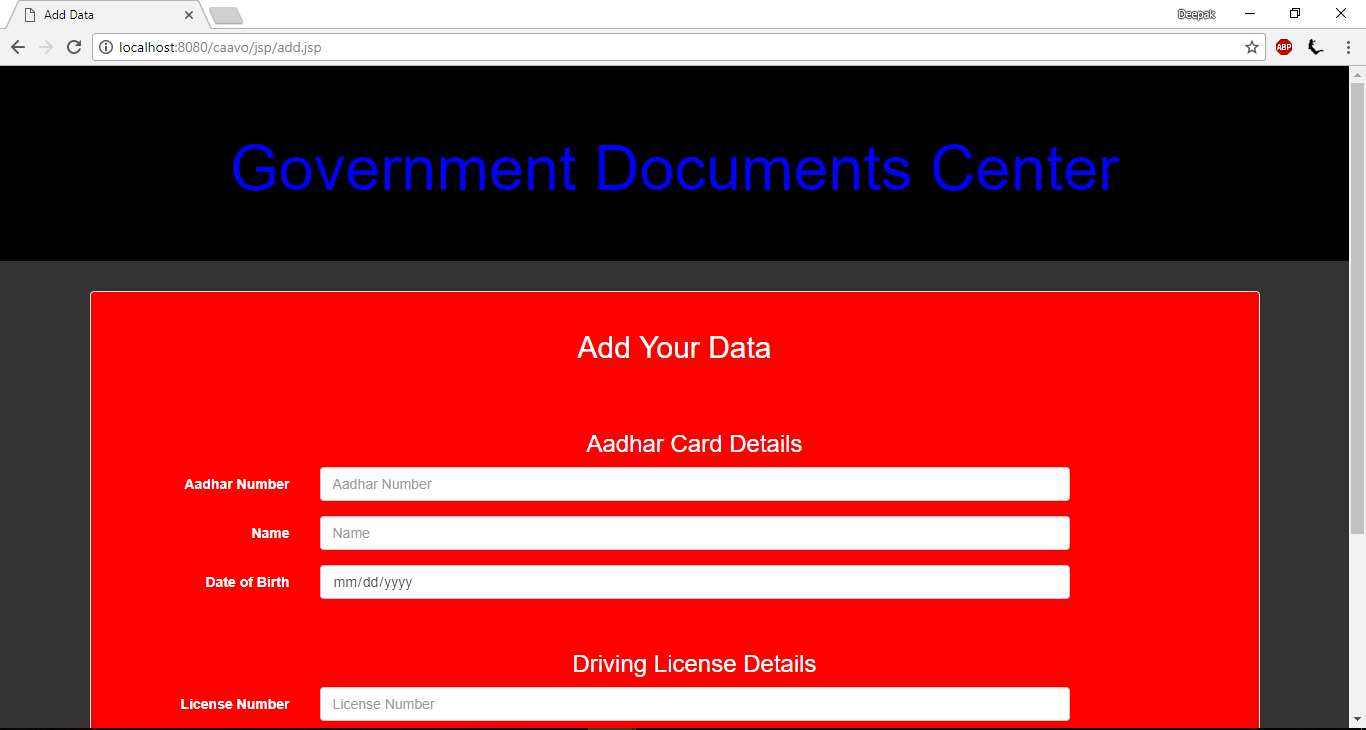 Add Data
Deepak
localhost:8080/caavo/jsp/add.jsp
ABP
Government Documents Center
Add Your Data
Aadhar Card Details
Aadhar Number Aadhar Number
Name Name
Date of Birth mm/dd/yyyy
Driving License Details
License Number License Number